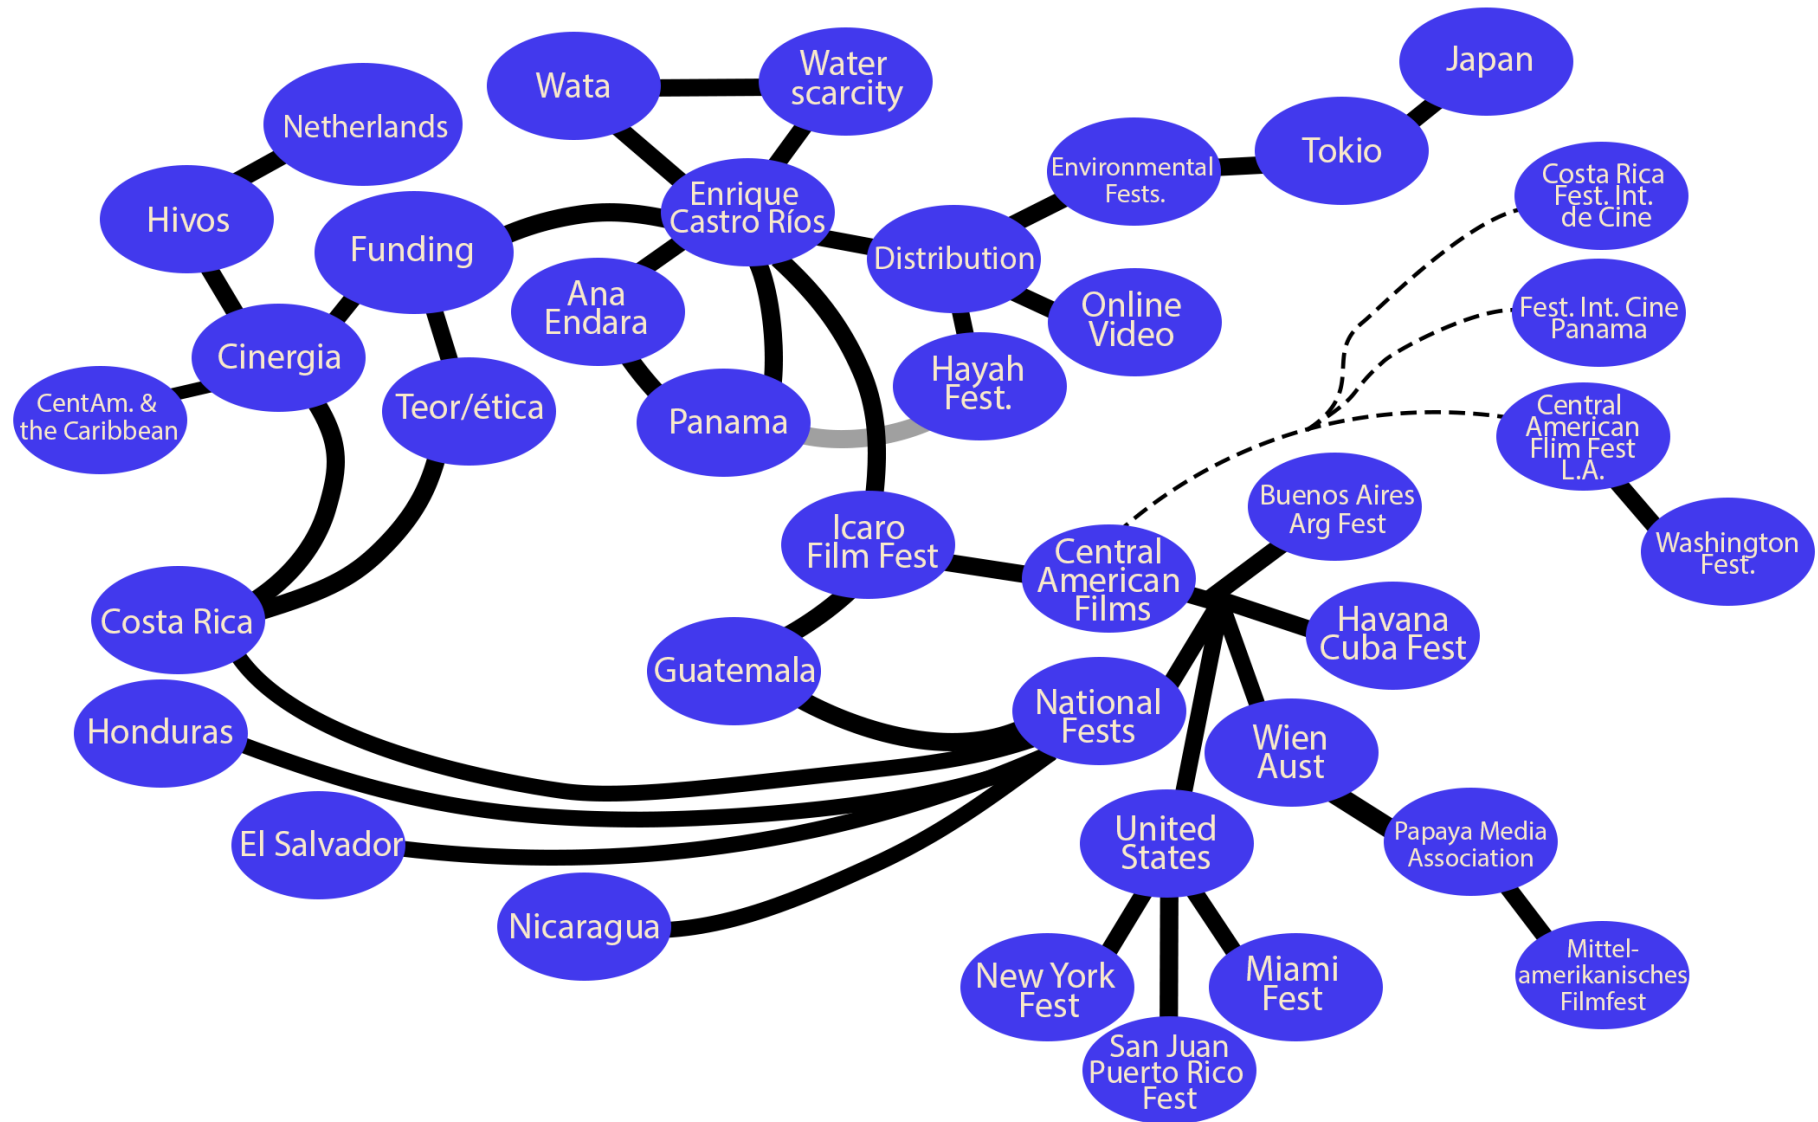 Japan
Wata
Water
scarcity
Netherlands
Tokio
Environmental
Fests.
Costa Rica
Fest. Int.
de Cine
Hivos
Enrique
Castro Ríos
Funding
Distribution
Ana
Endara
Online
Video
Fest. Int. Cine
Panama
Cinergia
Hayah
Fest.
CentAm. &
the Caribbean
Teor/ética
Panama
Central
American
Flim Fest
L.A.
Buenos Aires
Arg Fest
Icaro
Film Fest
Central
American
Films
Washington
Fest.
Costa Rica
Havana
Cuba Fest
Guatemala
National
Fests
Honduras
Wien
Aust
El Salvador
United
States
Papaya Media
Association
Nicaragua
New York
Fest
Miami
Fest
Mittel-
amerikanisches
Filmfest
San Juan
Puerto Rico
Fest